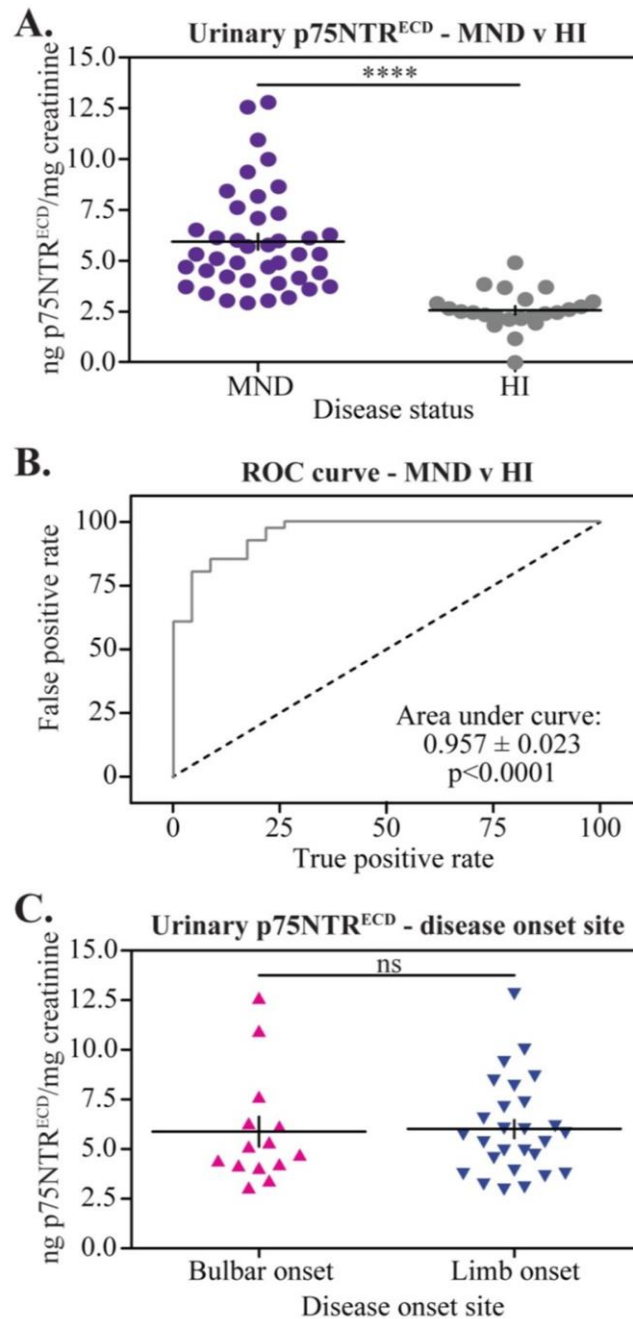 A.
Urinary p75NTR^ECD - MND v HI
****
ng p75NTR^ECD/mg creatinine
15.0
12.5
10.0
7.5
5.0
2.5
0.0
MND
HI
Disease status
B.
ROC curve - MND v HI
False positive rate
100
75
50
25
0
Area under curve:
0.957 ± 0.023
p<0.0001
0
25
50
75
100
True positive rate
C.
Urinary p75NTR^ECD - disease onset site
ns
ng p75NTR^ECD/mg creatinine
15.0
12.5
10.0
7.5
5.0
2.5
0.0
Bulbar onset
Limb onset
Disease onset site